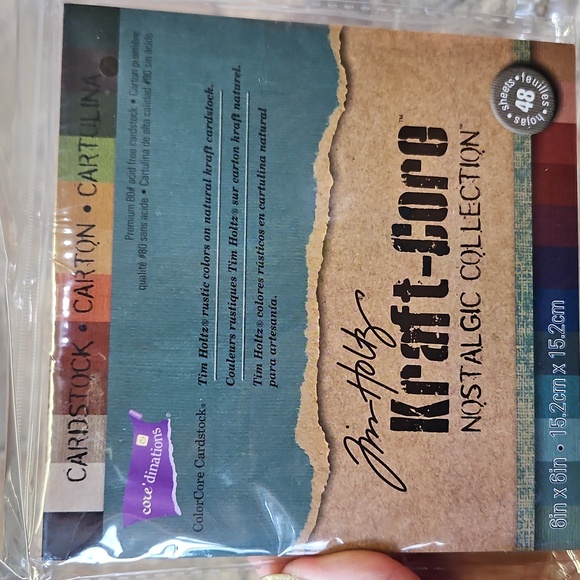 CARDSTOCK • CARTON • CARTULINA
Premium 80# acid free cardstock • Carton première
qualité #80 sans acide • Cartulina de alta calidad #80 sin acido
core'dinations
ColorCore Cardstock
Tim Holtz® rustic colors on natural kraft cardstock.
Couleurs rustiques Tim Holtz® sur carton kraft naturel.
Tim Holtz® colores rústicos en cartulina natural
para artesanía.
Tim Holtz
Kraft-Core™
NOSTALGIC COLLECTION™
sheets • feuilles • hojas •
48
6in x 6in • 15.2cm x 15.2cm